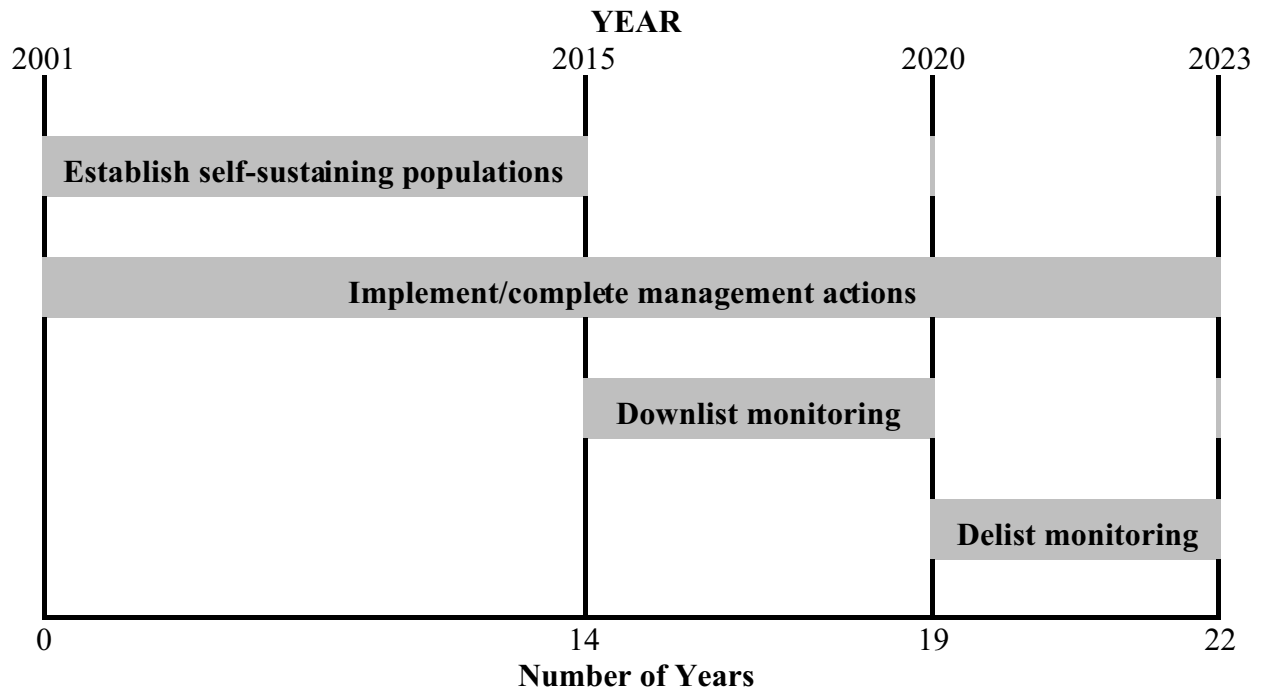 YEAR
2001 2015 2020 2023
Establish self-sustaining populations
Implement/complete management actions
Downlist monitoring
Delist monitoring
0 14 19 22
Number of Years